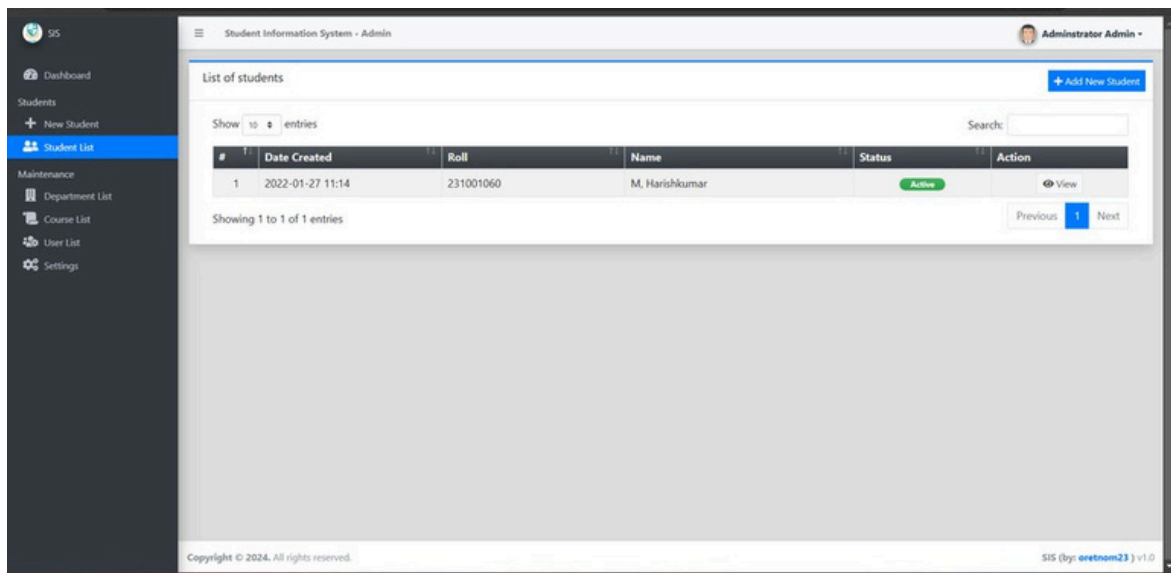 SIS
Student Information System - Admin
Adminstrator Admin
Dashboard
Students
New Student
Student List
Maintenance
Department List
Course List
User List
Settings
List of students
+ Add New Student
Show 10 entries
Search:
# Date Created Roll Name Status Action
1 2022-01-27 11:14 231001060 M, Harishkumar Active View
Showing 1 to 1 of 1 entries
Previous 1 Next
Copyright © 2024. All rights reserved.
SIS (by: oretnom23 ) v1.0